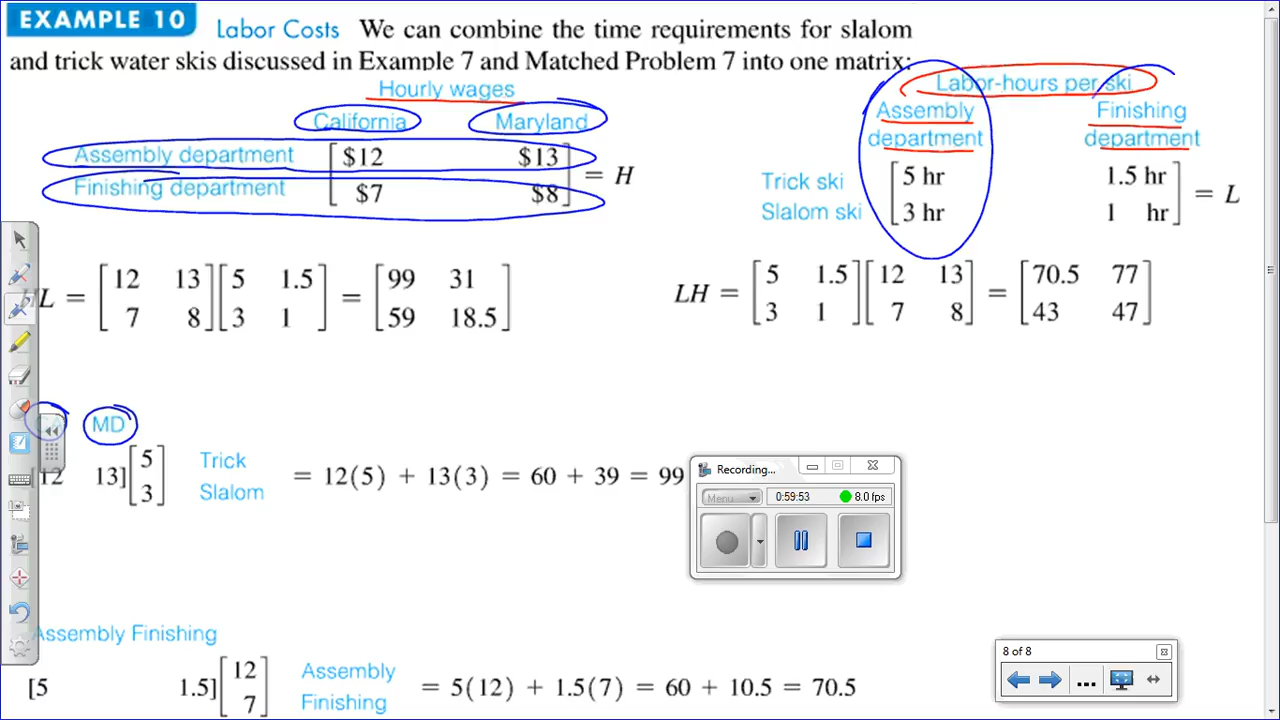 EXAMPLE 10 Labor Costs We can combine the time requirements for slalom
and trick water skis discussed in Example 7 and Matched Problem 7 into one matrix:
Hourly wages
California Maryland
Assembly department [ $12 $13 ]
Finishing department [ $7 $8 ] = H
Labor-hours per ski
Assembly Finishing
department department
Trick ski [ 5 hr 1.5 hr ]
Slalom ski [ 3 hr 1 hr ] = L
L = [ 12 13 ] [ 5 1.5 ] = [ 99 31 ]
[ 7 8 ] [ 3 1 ] [ 59 18.5 ]
LH = [ 5 1.5 ] [ 12 13 ] = [ 70.5 77 ]
[ 3 1 ] [ 7 8 ] [ 43 47 ]
MD
[12 13] [ 5 ] Trick
[ 3 ] Slalom = 12(5) + 13(3) = 60 + 39 = 99
Recording...
Menu 0:59:53 8.0 fps
Assembly Finishing
[5 1.5] [ 12 ] Assembly
[ 7 ] Finishing = 5(12) + 1.5(7) = 60 + 10.5 = 70.5
8 of 8
...